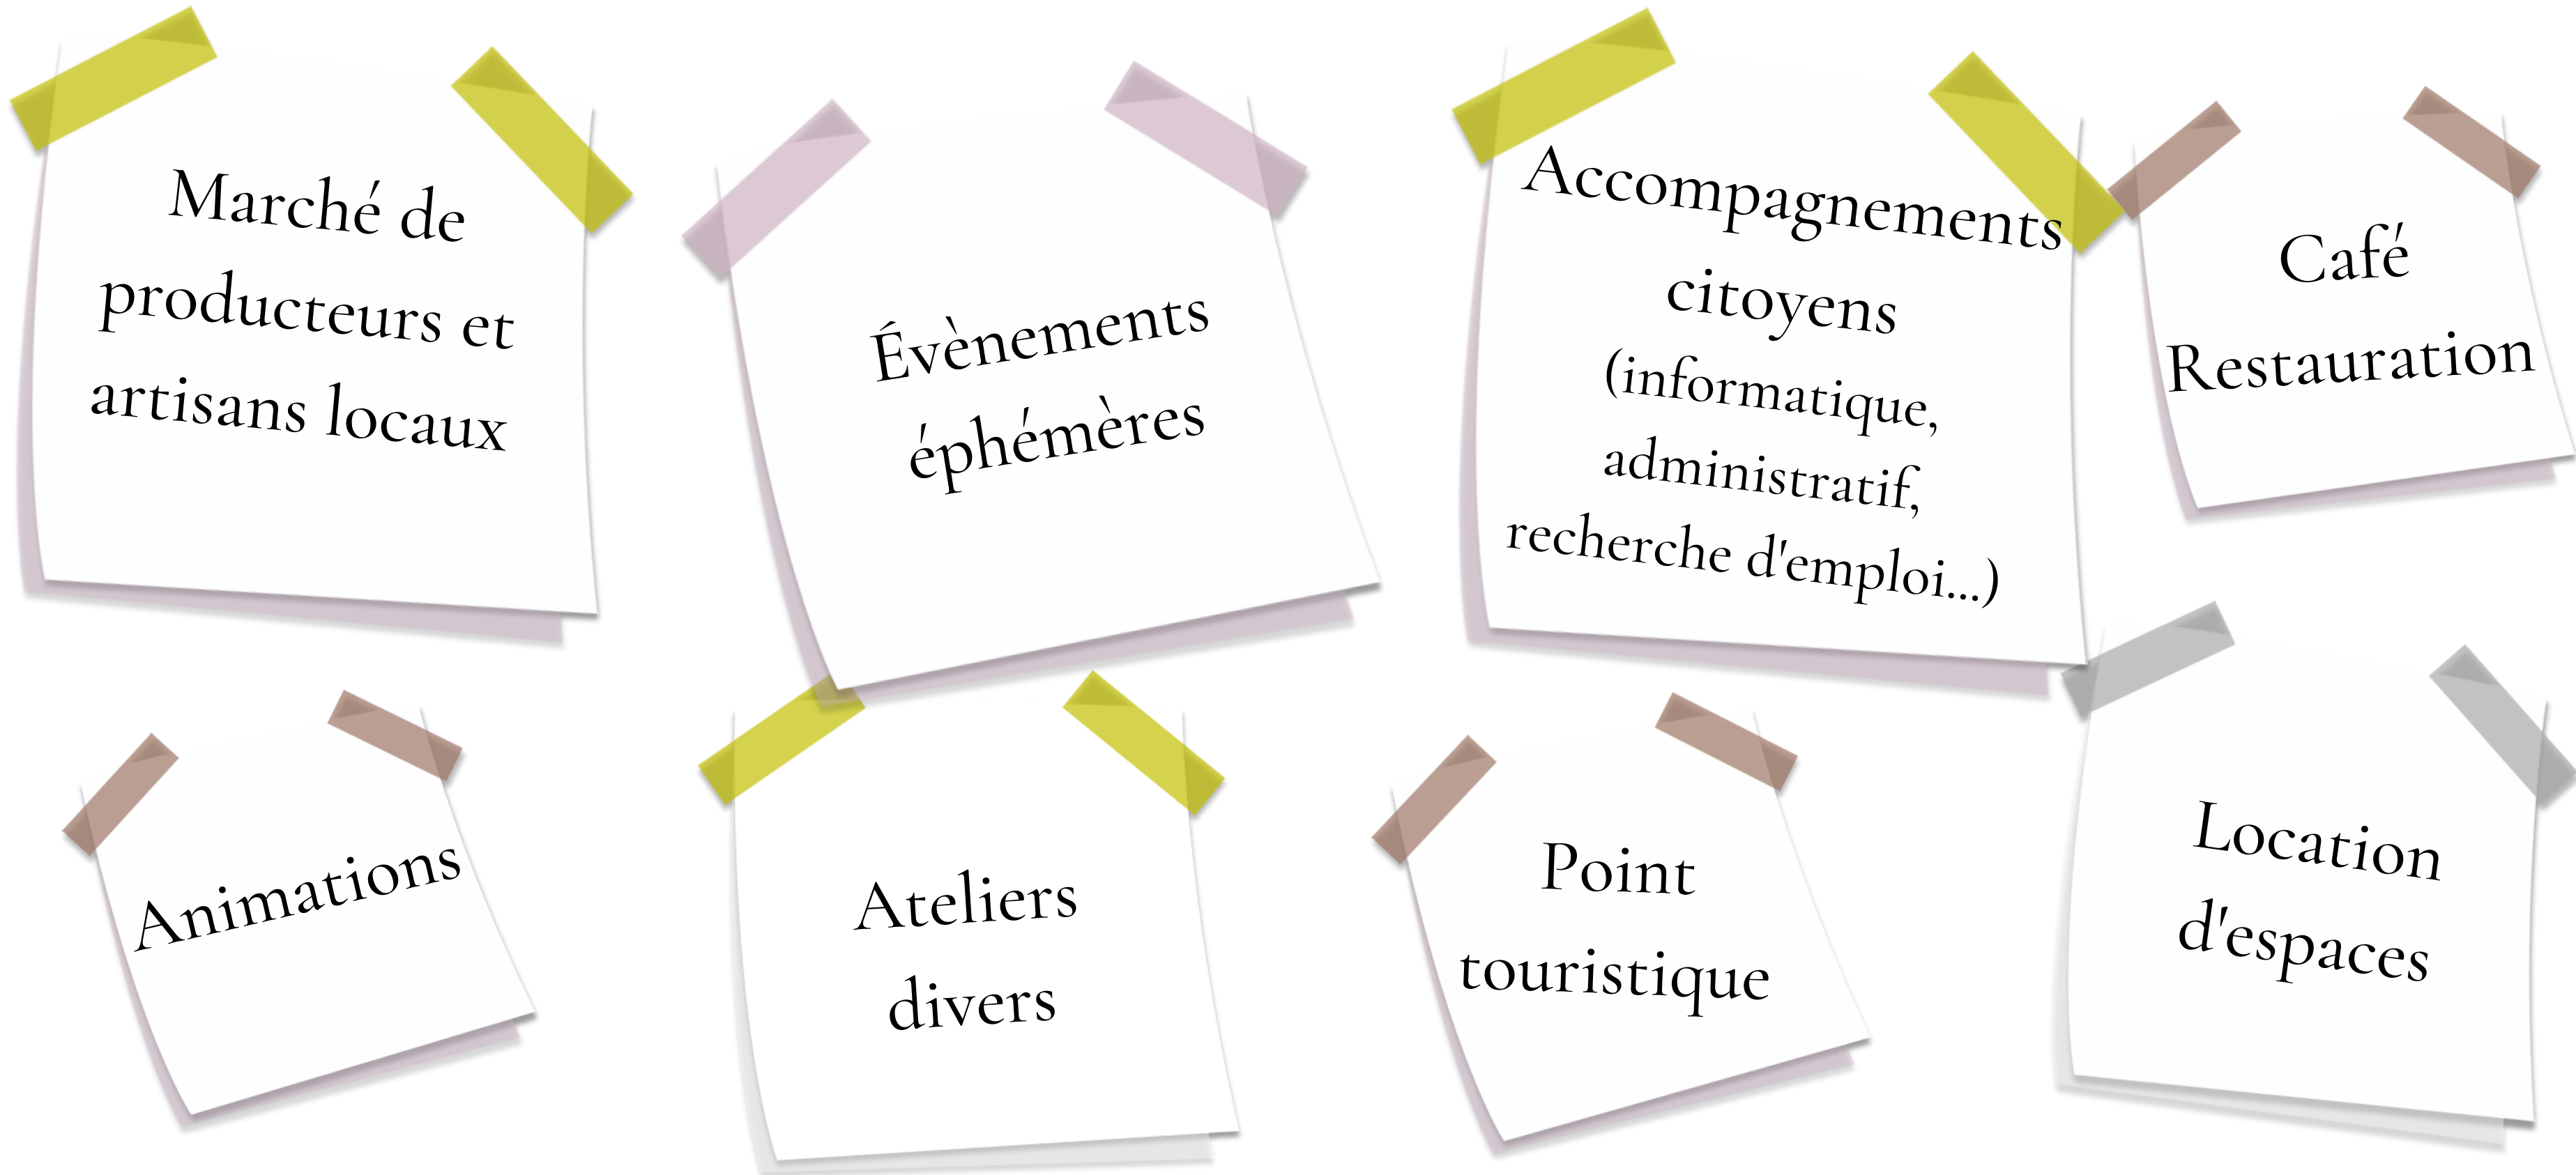 Marché de
producteurs et
artisans locaux
Évènements
éphémères
Accompagnements
citoyens
(informatique,
administratif,
recherche d'emploi...)
Café
Restauration
Animations
Ateliers
divers
Point
touristique
Location
d'espaces